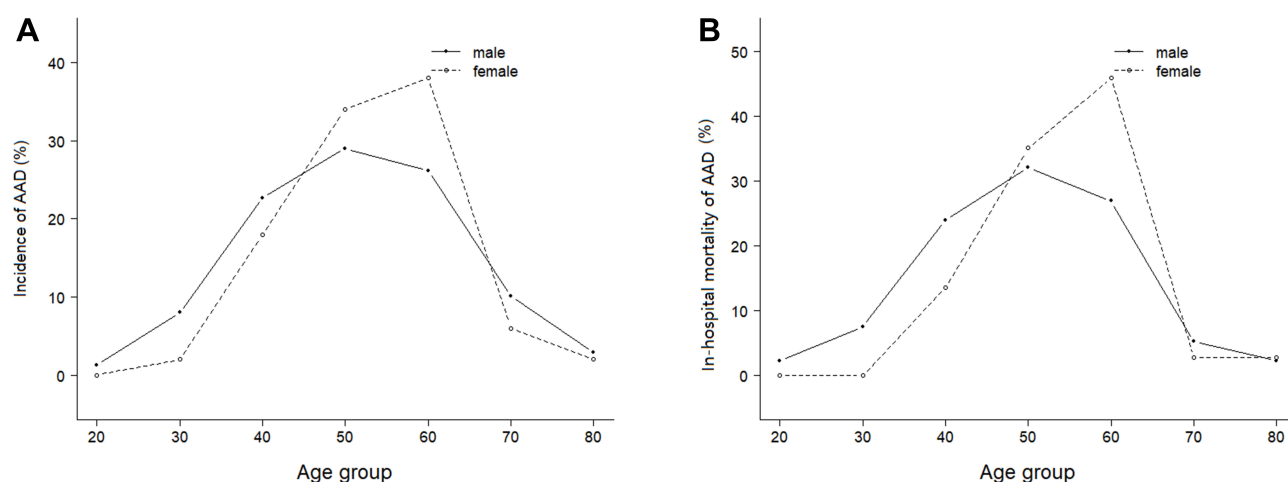 A
Incidence of AAD (%)
40
30
20
10
0
male
female
20 30 40 50 60 70 80
Age group
B
In-hospital mortality of AAD (%)
50
40
30
20
10
0
male
female
20 30 40 50 60 70 80
Age group